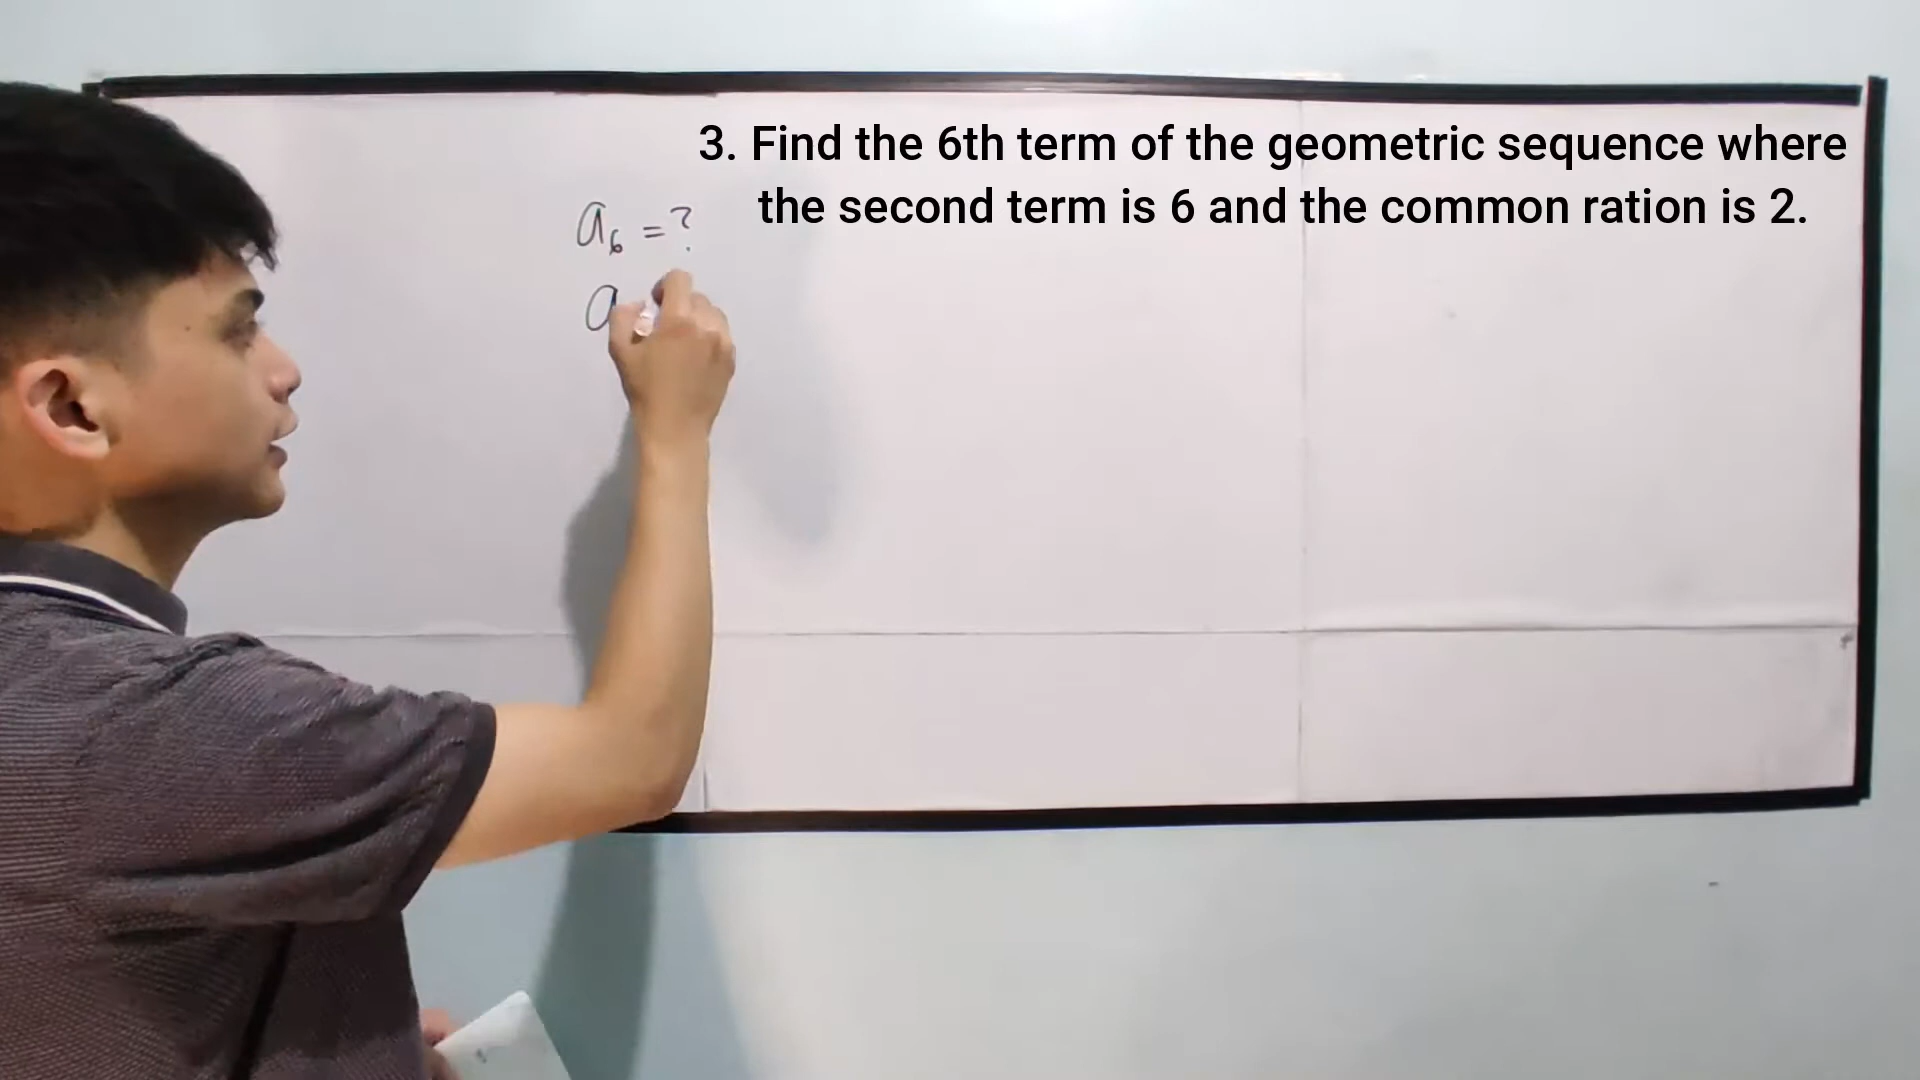 3. Find the 6th term of the geometric sequence where
the second term is 6 and the common ration is 2.
a₆ = ?
a